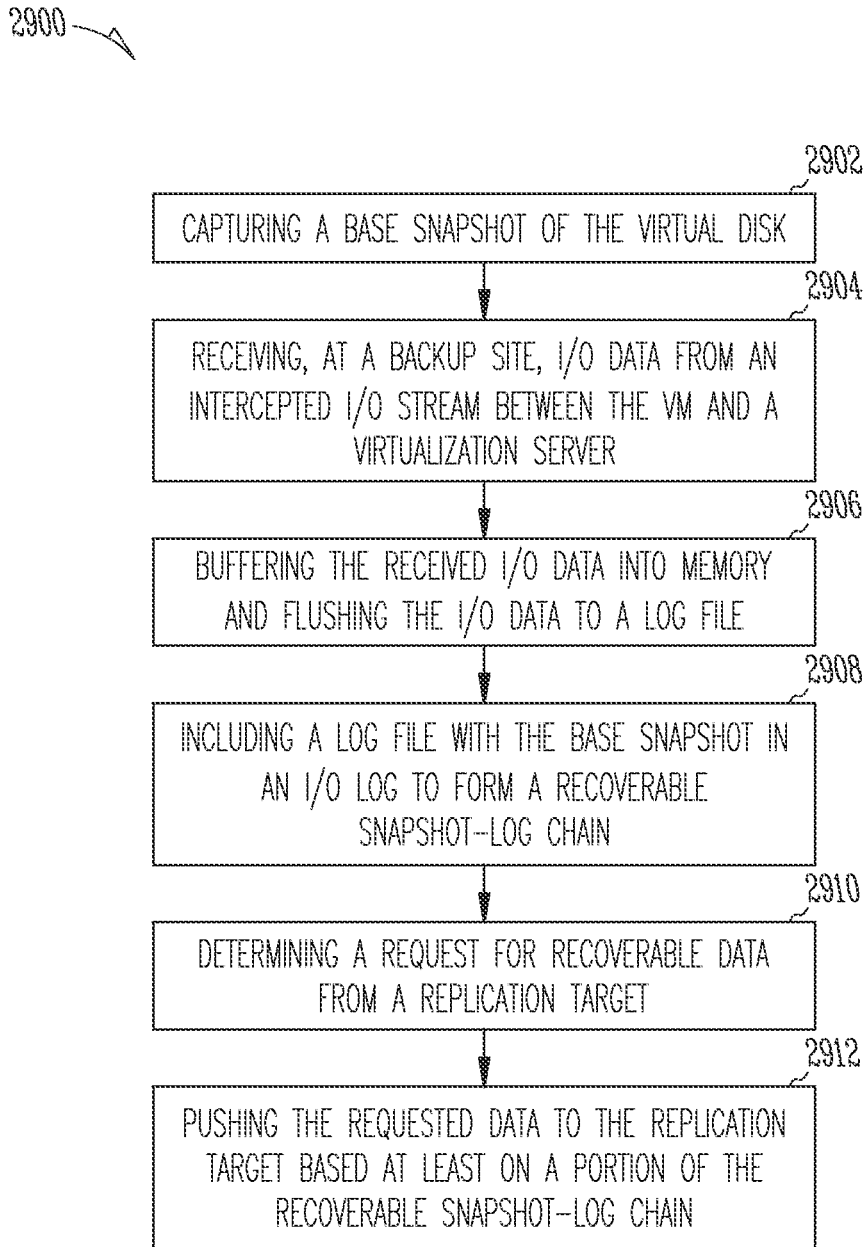 2900
2902
CAPTURING A BASE SNAPSHOT OF THE VIRTUAL DISK
2904
RECEIVING, AT A BACKUP SITE, I/O DATA FROM AN
INTERCEPTED I/O STREAM BETWEEN THE VM AND A
VIRTUALIZATION SERVER
2906
BUFFERING THE RECEIVED I/O DATA INTO MEMORY
AND FLUSHING THE I/O DATA TO A LOG FILE
2908
INCLUDING A LOG FILE WITH THE BASE SNAPSHOT IN
AN I/O LOG TO FORM A RECOVERABLE
SNAPSHOT-LOG CHAIN
2910
DETERMINING A REQUEST FOR RECOVERABLE DATA
FROM A REPLICATION TARGET
2912
PUSHING THE REQUESTED DATA TO THE REPLICATION
TARGET BASED AT LEAST ON A PORTION OF THE
RECOVERABLE SNAPSHOT-LOG CHAIN